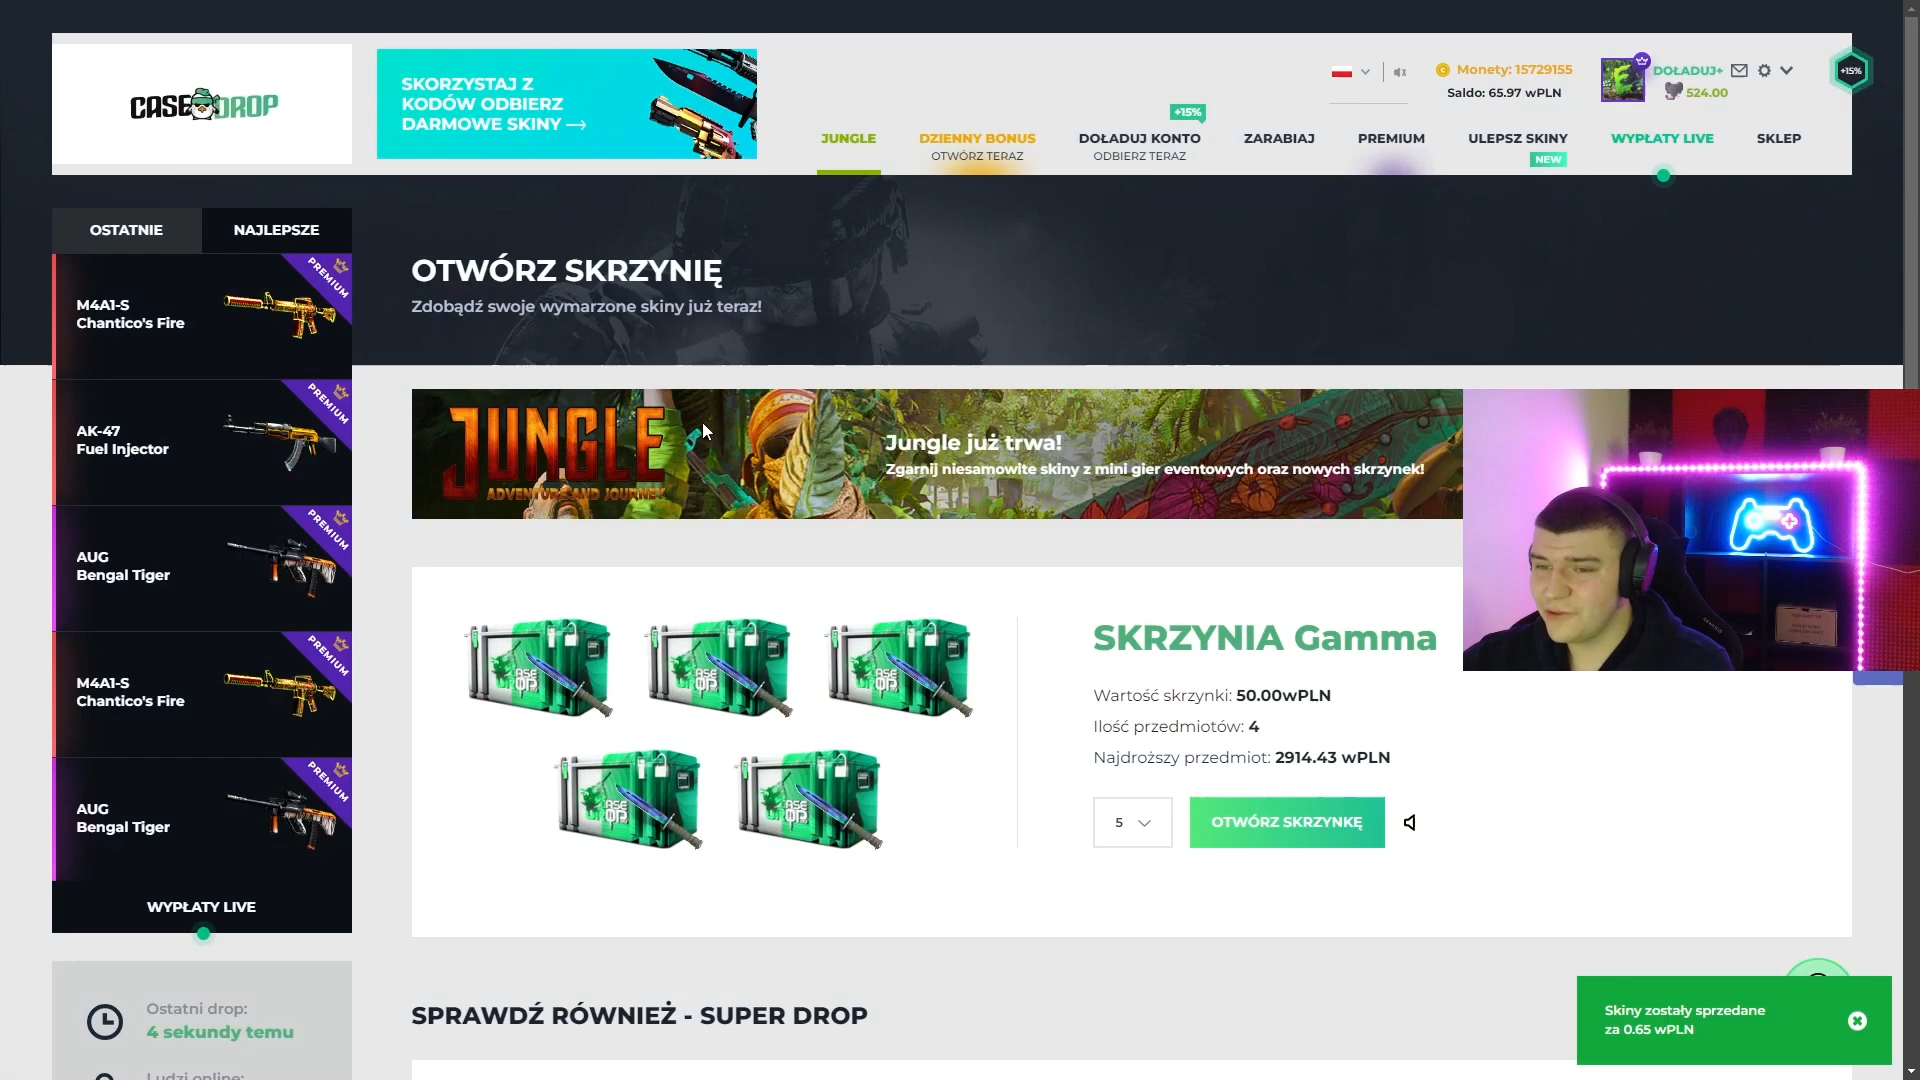 CASEDROP
SKORZYSTAJ Z
KODÓW ODBIERZ
DARMOWE SKINY
Monety: 15729155
Saldo: 65.97 wPLN
DOŁADUJ+
524.00
+15%
+15%
JUNGLE
DZIENNY BONUS
OTWÓRZ TERAZ
DOŁADUJ KONTO
ODBIERZ TERAZ
ZARABIAJ
PREMIUM
ULEPSZ SKINY
NEW
WYPŁATY LIVE
SKLEP
OSTATNIE
NAJLEPSZE
PREMIUM
M4A1-S
Chantico's Fire
PREMIUM
AK-47
Fuel Injector
PREMIUM
AUG
Bengal Tiger
PREMIUM
M4A1-S
Chantico's Fire
PREMIUM
AUG
Bengal Tiger
WYPŁATY LIVE
Ostatni drop:
4 sekundy temu
Ludzi online:
OTWÓRZ SKRZYNIĘ
Zdobądź swoje wymarzone skiny już teraz!
JUNGLE
ADVENTURE AND JOURNEY
Jungle już trwa!
Zgarnij niesamowite skiny z mini gier eventowych oraz nowych skrzynek!
SKRZYNIA Gamma
Wartość skrzynki: 50.00wPLN
Ilość przedmiotów: 4
Najdroższy przedmiot: 2914.43 wPLN
5
OTWÓRZ SKRZYNKĘ
SPRAWDŹ RÓWNIEŻ - SUPER DROP
Skiny zostały sprzedane
za 0.65 wPLN